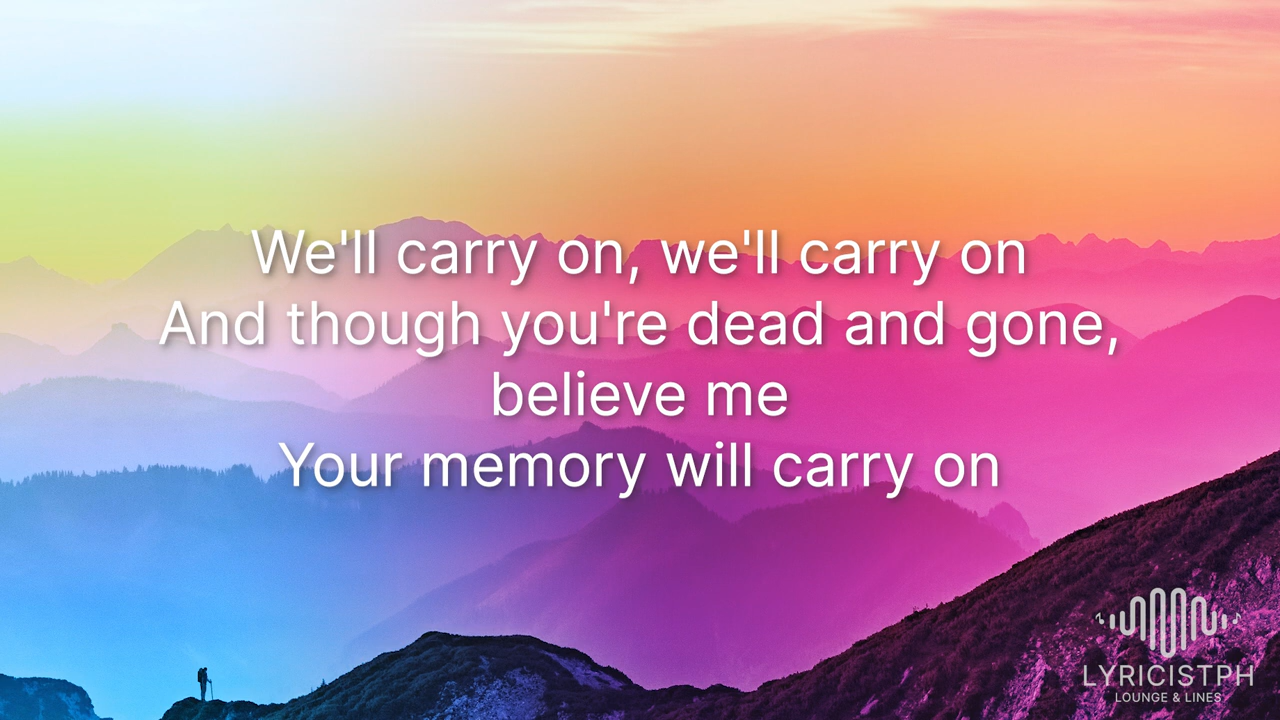 We'll carry on, we'll carry on
And though you're dead and gone,
believe me
Your memory will carry on
LYRICISTPH
LOUNGE & LINES